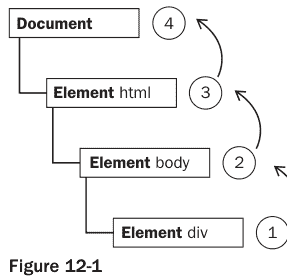 Document 4
Element html 3
Element body 2
Element div 1
Figure 12-1